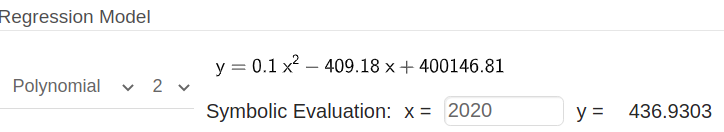 Regression Model
y = 0.1 x² − 409.18 x + 400146.81
Polynomial 2
Symbolic Evaluation: x = 2020 y = 436.9303